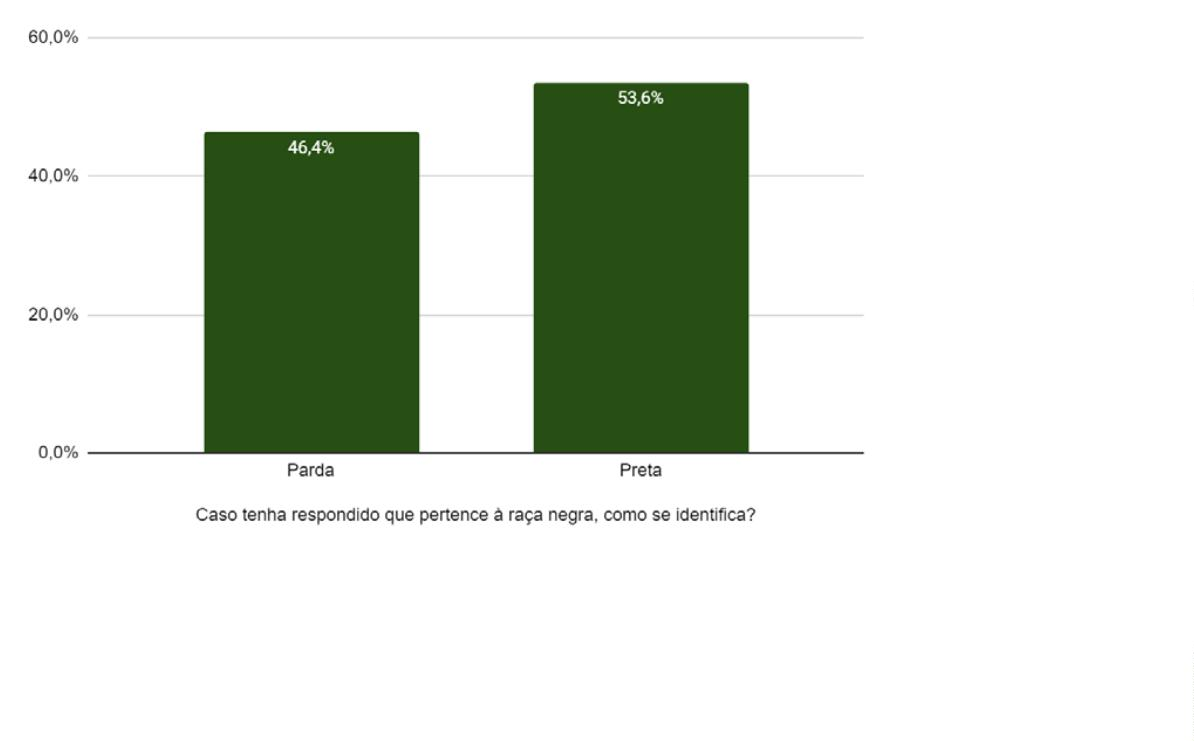 60,0%
53,6%
46,4%
40,0%
20,0%
0,0%
Parda
Preta
Caso tenha respondido que pertence à raça negra, como se identifica?